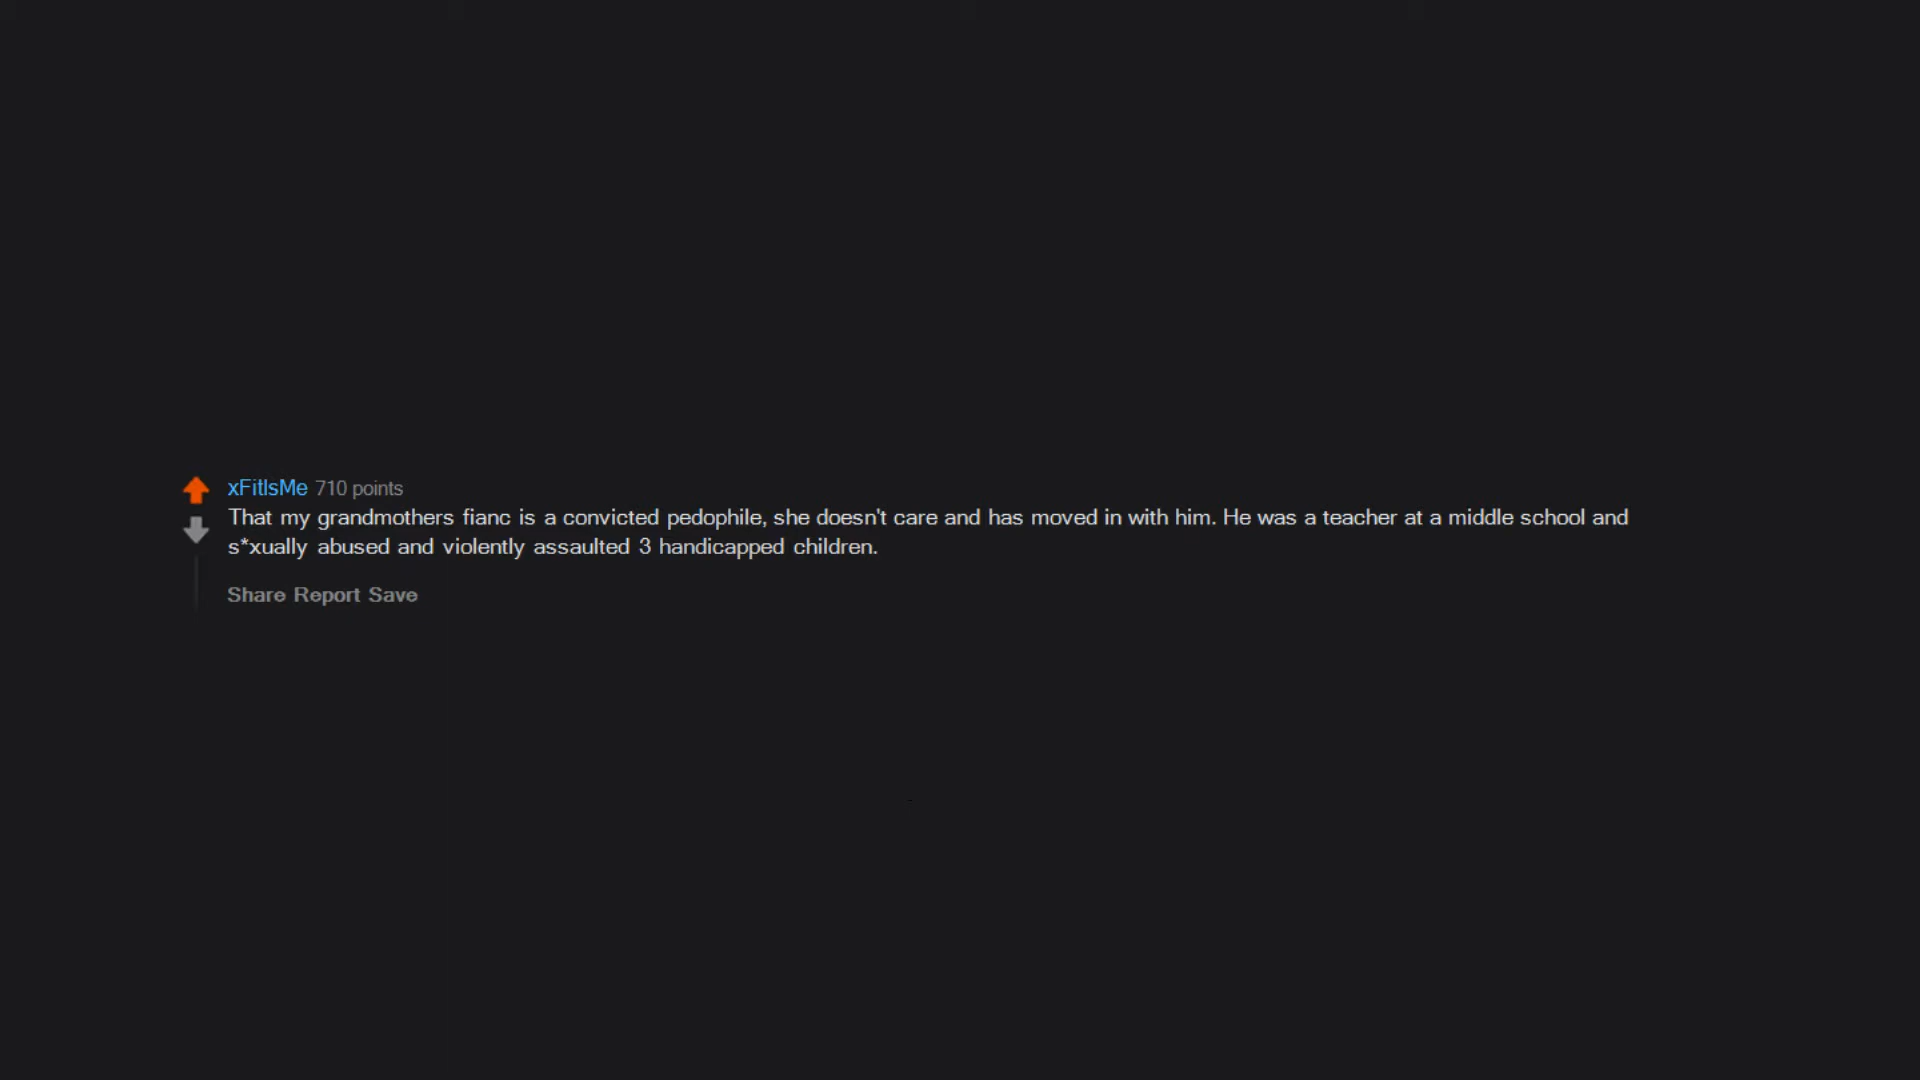 xFitIsMe 710 points
That my grandmothers fianc is a convicted pedophile, she doesn't care and has moved in with him. He was a teacher at a middle school and
s*xually abused and violently assaulted 3 handicapped children.
Share Report Save